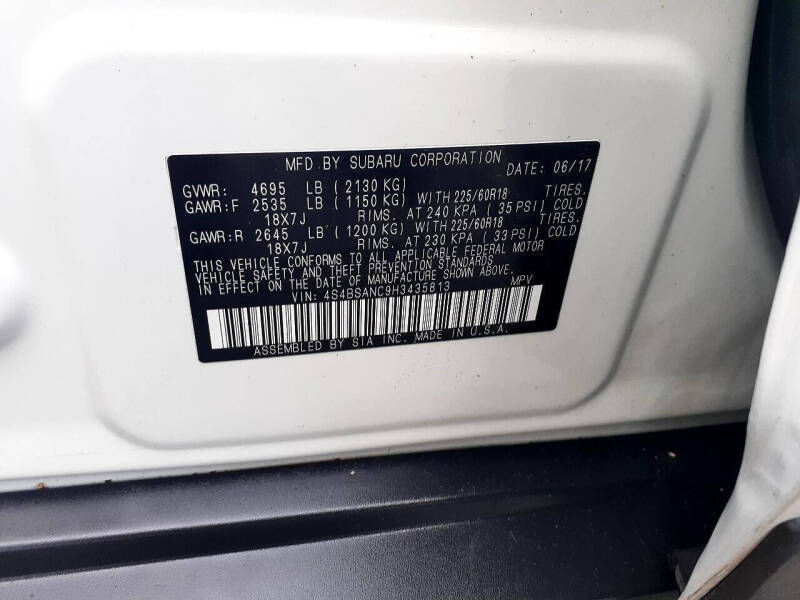 MFD.BY SUBARU CORPORATION DATE: 06/17
GVWR: 4695 LB (2130 KG)
GAWR:F 2535 LB (1150 KG) WITH 225/60R18 TIRES.
18X7J RIMS. AT 240 KPA (35 PSI) COLD
GAWR:R 2645 LB (1200 KG) WITH 225/60R18 TIRES.
18X7J RIMS. AT 230 KPA (33 PSI) COLD
THIS VEHICLE CONFORMS TO ALL APPLICABLE FEDERAL MOTOR
VEHICLE SAFETY AND THEFT PREVENTION STANDARDS
IN EFFECT ON THE DATE OF MANUFACTURE SHOWN ABOVE.
VIN: 4S4BSANC9H3435813 MPV
ASSEMBLED BY SIA INC. MADE IN U.S.A.